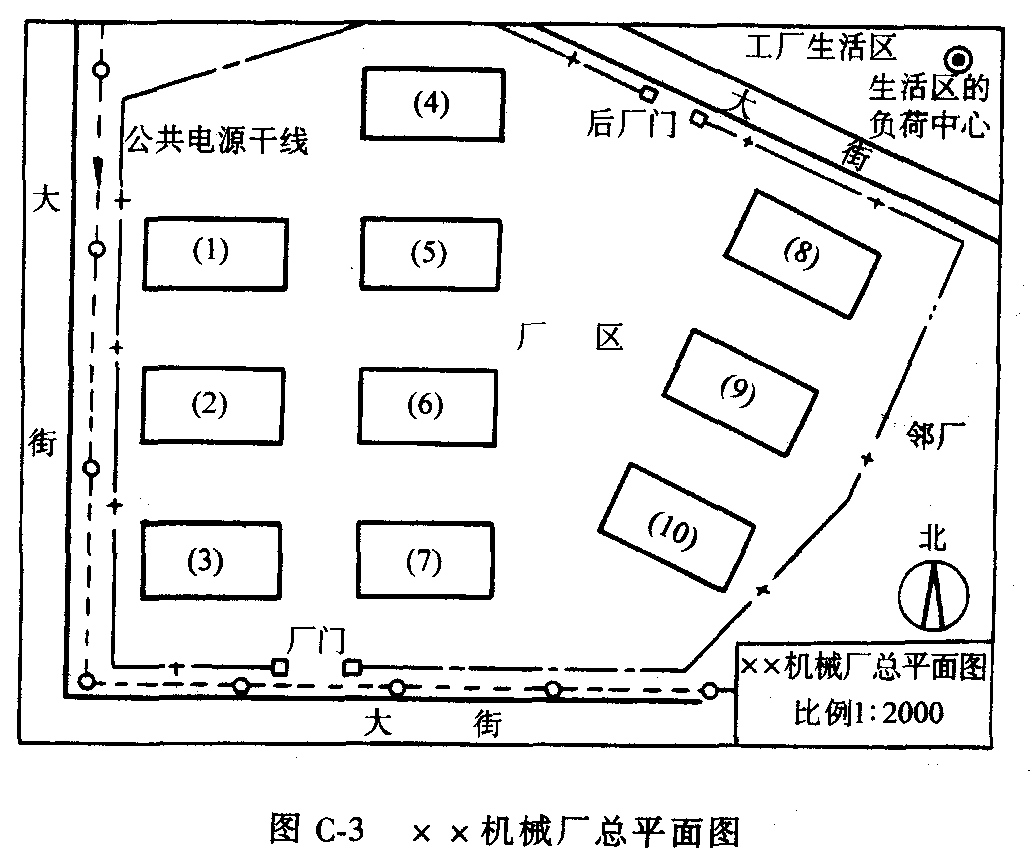 工厂生活区
生活区的
负荷中心
大
街
后厂门
(4)
公共电源干线
大
街
(1)
(5)
(8)
厂 区
(2)
(6)
(9)
邻厂
(3)
(7)
(10)
北
厂门
大 街
××机械厂总平面图
比例1:2000
图 C-3 ××机械厂总平面图